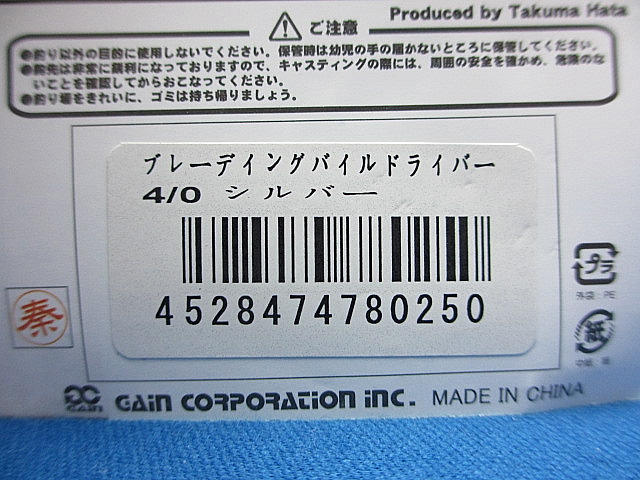 Produced by Takuma Hata
ご注意
●釣り以外の目的に使用しないでください。保管時は幼児の手の届かないところに保管してください。
●鈎先は非常に鋭利になっておりますので、キャスティングの際には、周囲の安全を確かめ、危険のな
いことを確認してからおこなってください。
●釣り場をきれいに、ゴミは持ち帰りましょう。
ブレーディングパイルドライバー
4/0 シルバー
4528474780250
プラ
外袋：PE
秦
紙
GAIN
GAIN CORPORATION INC. MADE IN CHINA